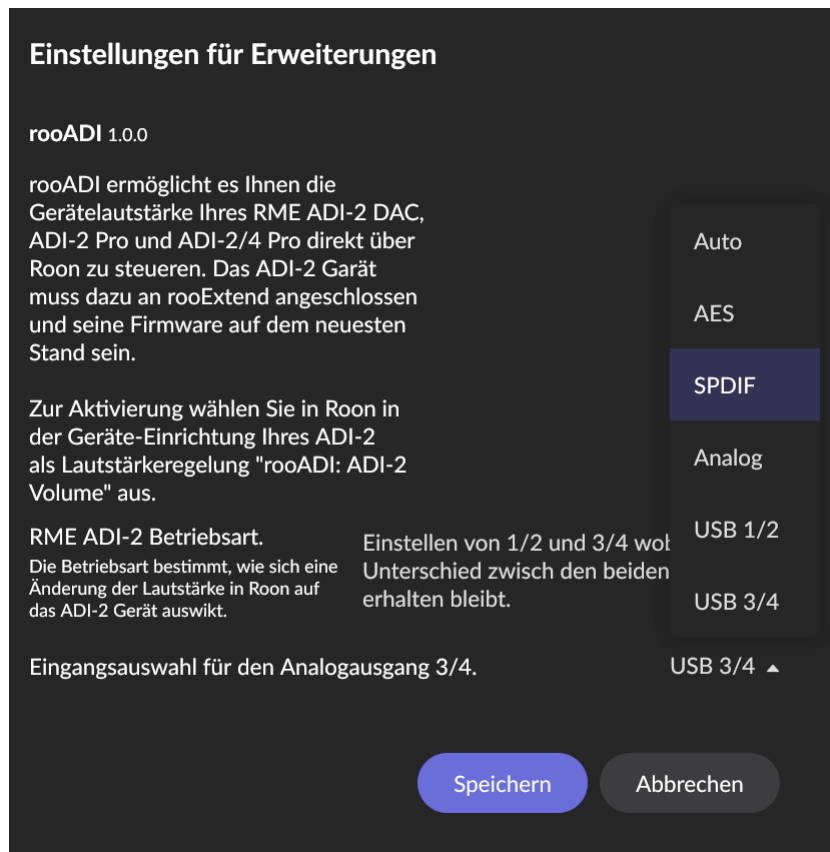 Einstellungen für Erweiterungen
rooADI 1.0.0
rooADI ermöglicht es Ihnen die
Gerätelautstärke Ihres RME ADI-2 DAC,
ADI-2 Pro und ADI-2/4 Pro direkt über
Roon zu steueren. Das ADI-2 Garät
muss dazu an rooExtend angeschlossen
und seine Firmware auf dem neuesten
Stand sein.
Zur Aktivierung wählen Sie in Roon in
der Geräte-Einrichtung Ihres ADI-2
als Lautstärkeregelung "rooADI: ADI-2
Volume" aus.
RME ADI-2 Betriebsart.
Die Betriebsart bestimmt, wie sich eine
Änderung der Lautstärke in Roon auf
das ADI-2 Gerät auswikt.
Einstellen von 1/2 und 3/4
Unterschied zwisch den beiden
erhalten bleibt.
Auto
AES
SPDIF
Analog
USB 1/2
USB 3/4
Eingangsauswahl für den Analogausgang 3/4.
USB 3/4
Speichern
Abbrechen